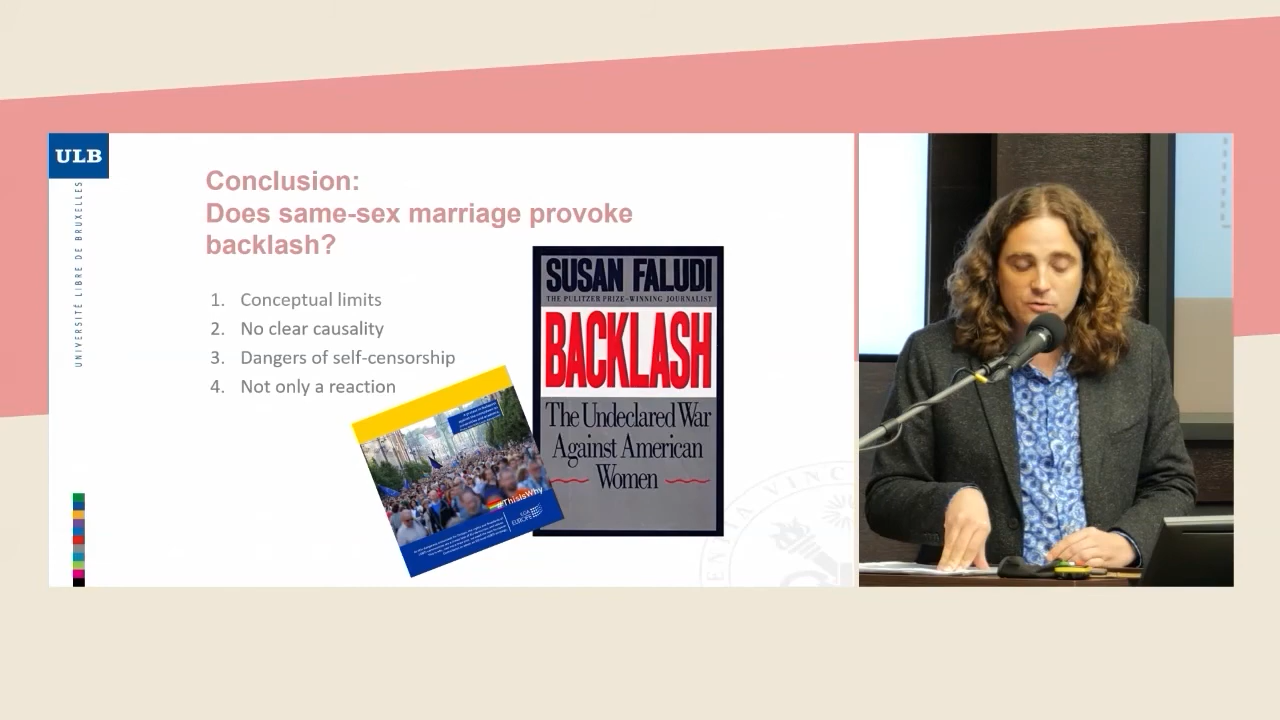 ULB
UNIVERSITÉ LIBRE DE BRUXELLES
Conclusion:
Does same-sex marriage provoke
backlash?
1. Conceptual limits
2. No clear causality
3. Dangers of self-censorship
4. Not only a reaction
#ThisIsWhy
EUROPE
SUSAN FALUDI
THE PULITZER PRIZE-WINNING JOURNALIST
BACKLASH
The Undeclared War
Against American
Women